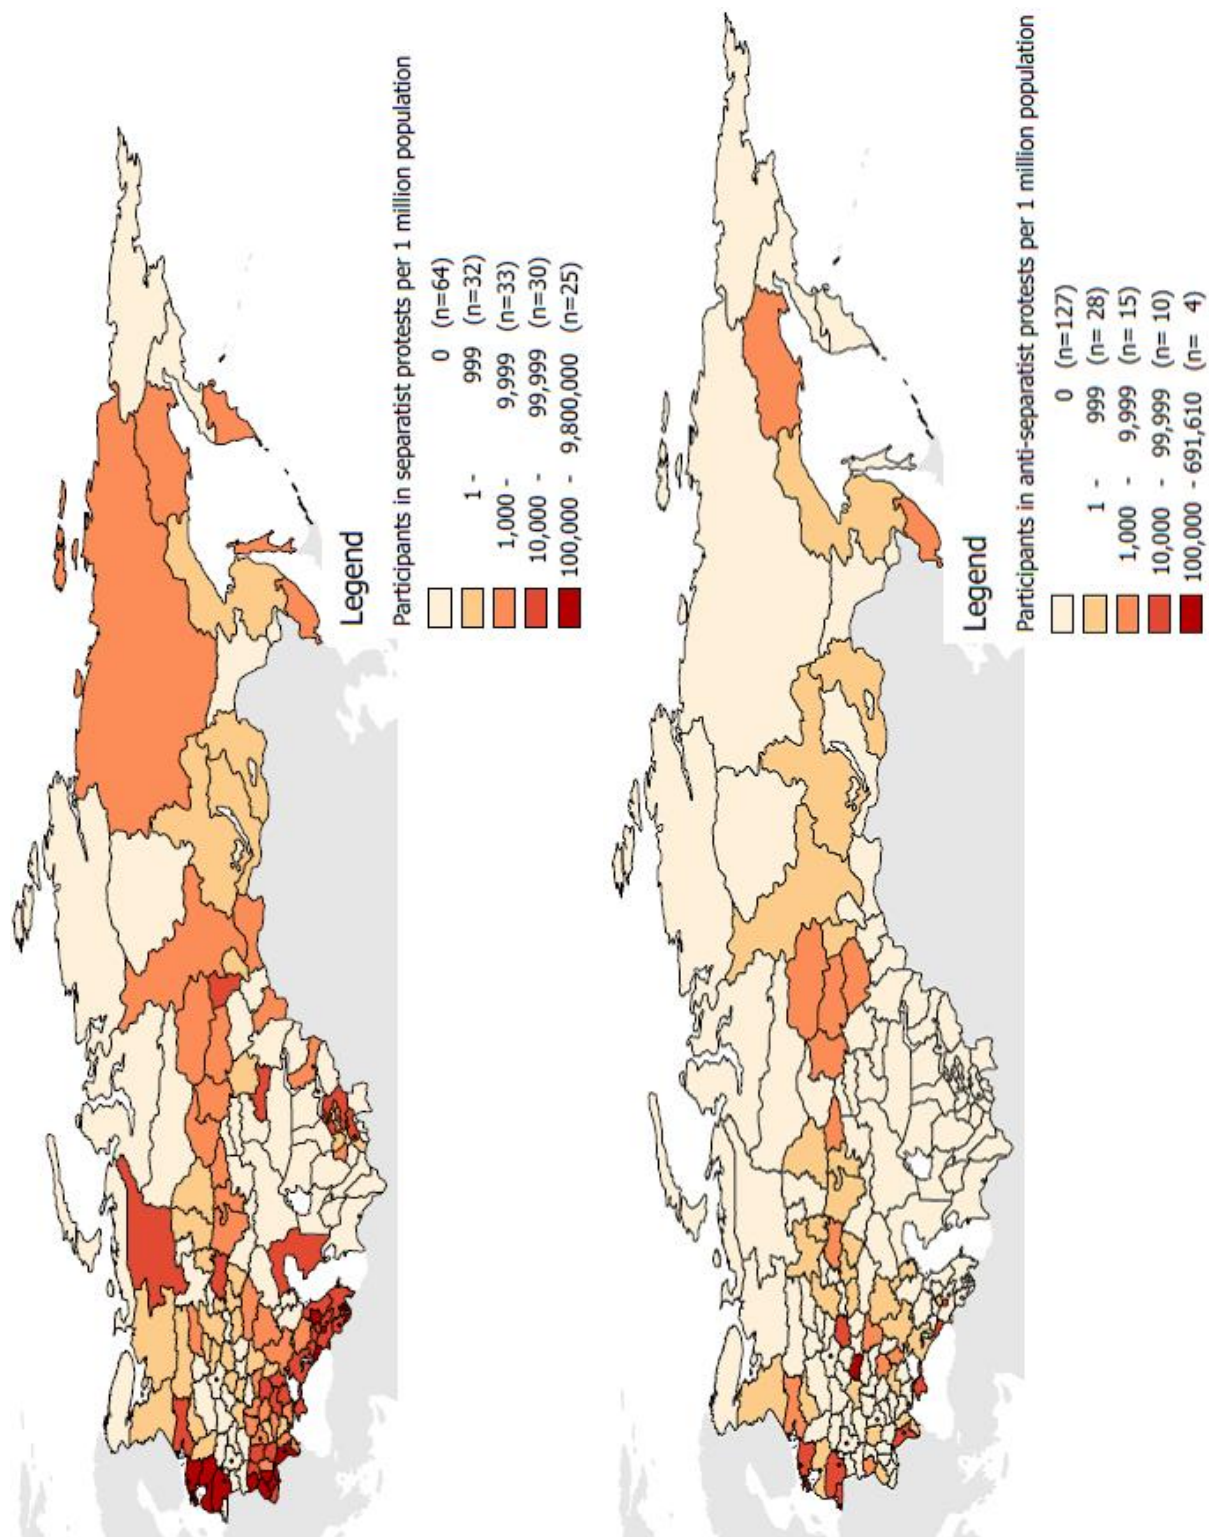 Legend
Participants in separatist protests per 1 million population
0 (n=64)
1 - 999 (n=32)
1,000 - 9,999 (n=33)
10,000 - 99,999 (n=30)
100,000 - 9,800,000 (n=25)
Legend
Participants in anti-separatist protests per 1 million population
0 (n=127)
1 - 999 (n= 28)
1,000 - 9,999 (n= 15)
10,000 - 99,999 (n= 10)
100,000 - 691,610 (n= 4)